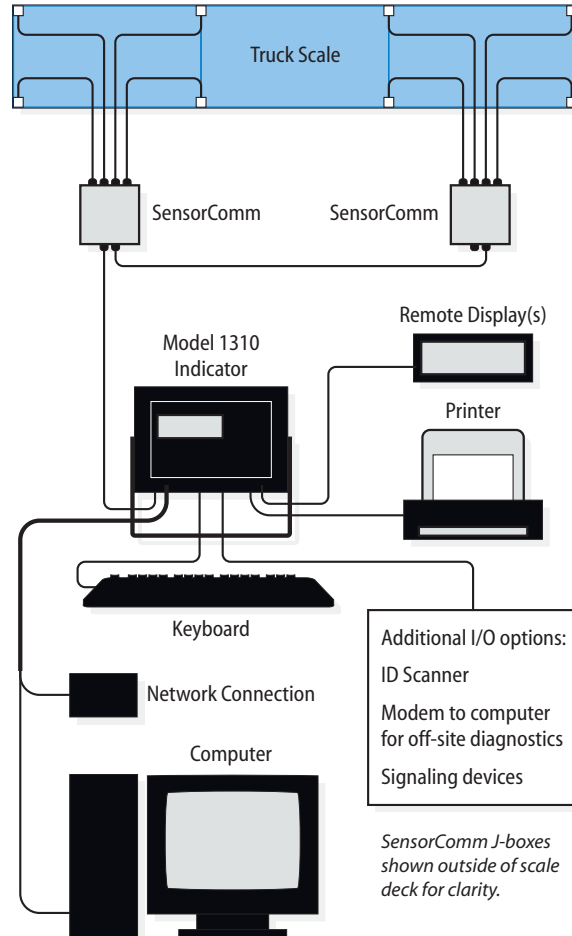 Truck Scale
SensorComm
SensorComm
Remote Display(s)
Model 1310
Indicator
Printer
Keyboard
Additional I/O options:
ID Scanner
Modem to computer
for off-site diagnostics
Signaling devices
Network Connection
Computer
SensorComm J-boxes
shown outside of scale
deck for clarity.